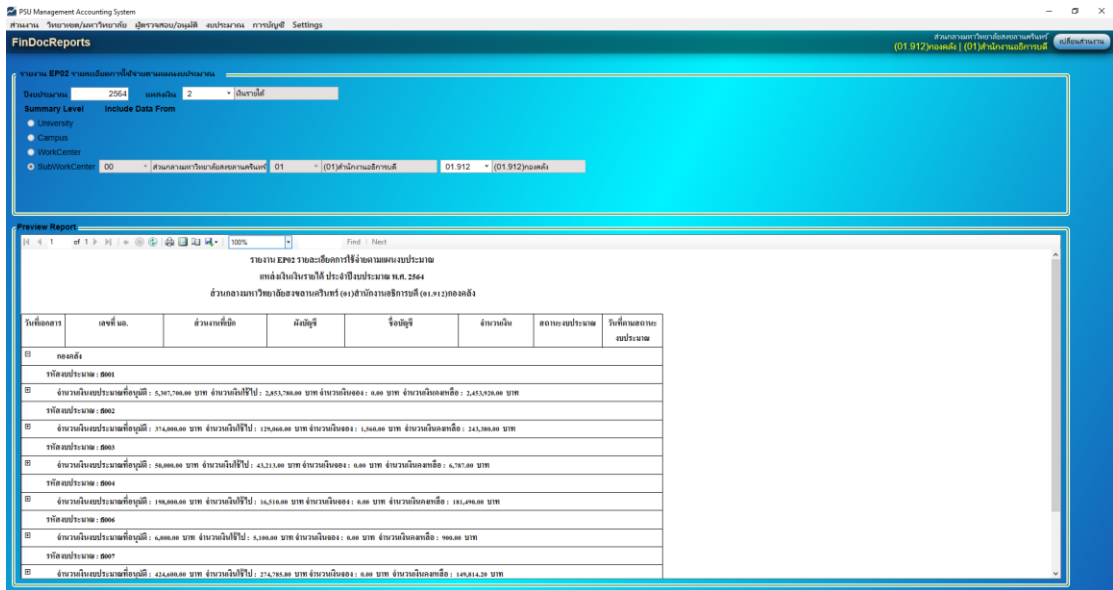 PSU Management Accounting System
ส่วนงาน วิทยาเขต/มหาวิทยาลัย ผู้ตรวจสอบ/อนุมัติ งบประมาณ การบัญชี Settings
FinDocReports
ส่วนกลางมหาวิทยาลัยสงขลานครินทร์
(01.912)กองคลัง | (01)สำนักงานอธิการบดี
เปลี่ยนส่วนงาน
รายงาน EP02 รายละเอียดการใช้จ่ายตามแผนงบประมาณ
ปีงบประมาณ 2564 แหล่งเงิน 2 เงินรายได้
Summary Level Include Data From
University
Campus
WorkCenter
SubWorkCenter 00 ส่วนกลางมหาวิทยาลัยสงขลานครินทร์ 01 (01)สำนักงานอธิการบดี 01.912 (01.912)กองคลัง
Preview Report
1 of 1 100% Find | Next
รายงาน EP02 รายละเอียดการใช้จ่ายตามแผนงบประมาณ
แหล่งเงินเงินรายได้ ประจำปีงบประมาณ พ.ศ. 2564
ส่วนกลางมหาวิทยาลัยสงขลานครินทร์ (01)สำนักงานอธิการบดี (01.912)กองคลัง
วันที่เอกสาร เลขที่ มอ. ส่วนงานที่เบิก ผังบัญชี ชื่อบัญชี จำนวนเงิน สถานะงบประมาณ วันที่ตามสถานะ
งบประมาณ
กองคลัง
รหัสงบประมาณ : fi001
จำนวนเงินงบประมาณที่อนุมัติ : 5,307,700.00 บาท จำนวนเงินใช้ไป : 2,853,780.00 บาท จำนวนเงินจอง : 0.00 บาท จำนวนเงินคงเหลือ : 2,453,920.00 บาท
รหัสงบประมาณ : fi002
จำนวนเงินงบประมาณที่อนุมัติ : 374,000.00 บาท จำนวนเงินใช้ไป : 129,060.00 บาท จำนวนเงินจอง : 1,560.00 บาท จำนวนเงินคงเหลือ : 243,380.00 บาท
รหัสงบประมาณ : fi003
จำนวนเงินงบประมาณที่อนุมัติ : 50,000.00 บาท จำนวนเงินใช้ไป : 43,213.00 บาท จำนวนเงินจอง : 0.00 บาท จำนวนเงินคงเหลือ : 6,787.00 บาท
รหัสงบประมาณ : fi004
จำนวนเงินงบประมาณที่อนุมัติ : 198,000.00 บาท จำนวนเงินใช้ไป : 16,510.00 บาท จำนวนเงินจอง : 0.00 บาท จำนวนเงินคงเหลือ : 181,490.00 บาท
รหัสงบประมาณ : fi006
จำนวนเงินงบประมาณที่อนุมัติ : 6,000.00 บาท จำนวนเงินใช้ไป : 5,100.00 บาท จำนวนเงินจอง : 0.00 บาท จำนวนเงินคงเหลือ : 900.00 บาท
รหัสงบประมาณ : fi007
จำนวนเงินงบประมาณที่อนุมัติ : 424,600.00 บาท จำนวนเงินใช้ไป : 274,785.80 บาท จำนวนเงินจอง : 0.00 บาท จำนวนเงินคงเหลือ : 149,814.20 บาท